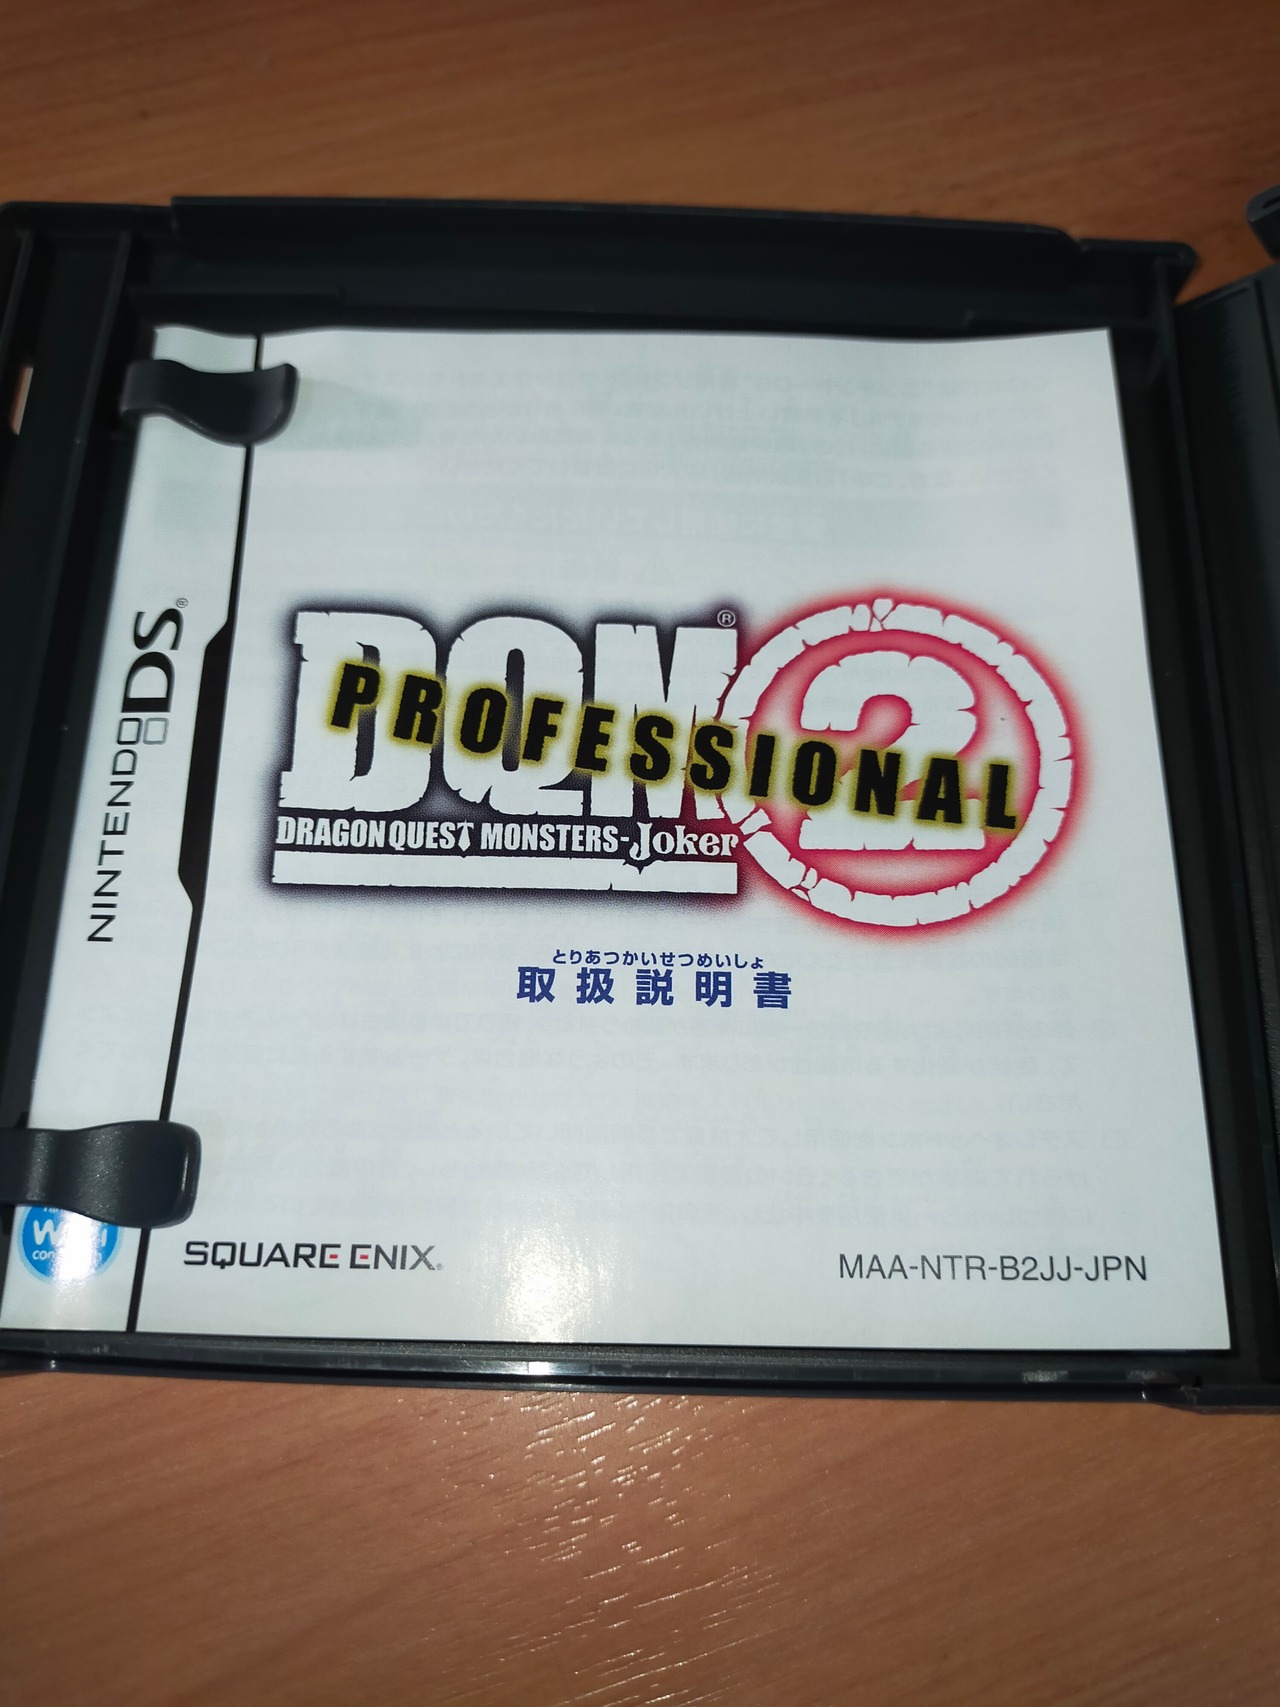 NINTENDO DS®
DQM®
2
PROFESSIONAL
DRAGON QUEST MONSTERS-Joker
とりあつかいせつめいしょ
取扱説明書
SQUARE ENIX.
MAA-NTR-B2JJ-JPN